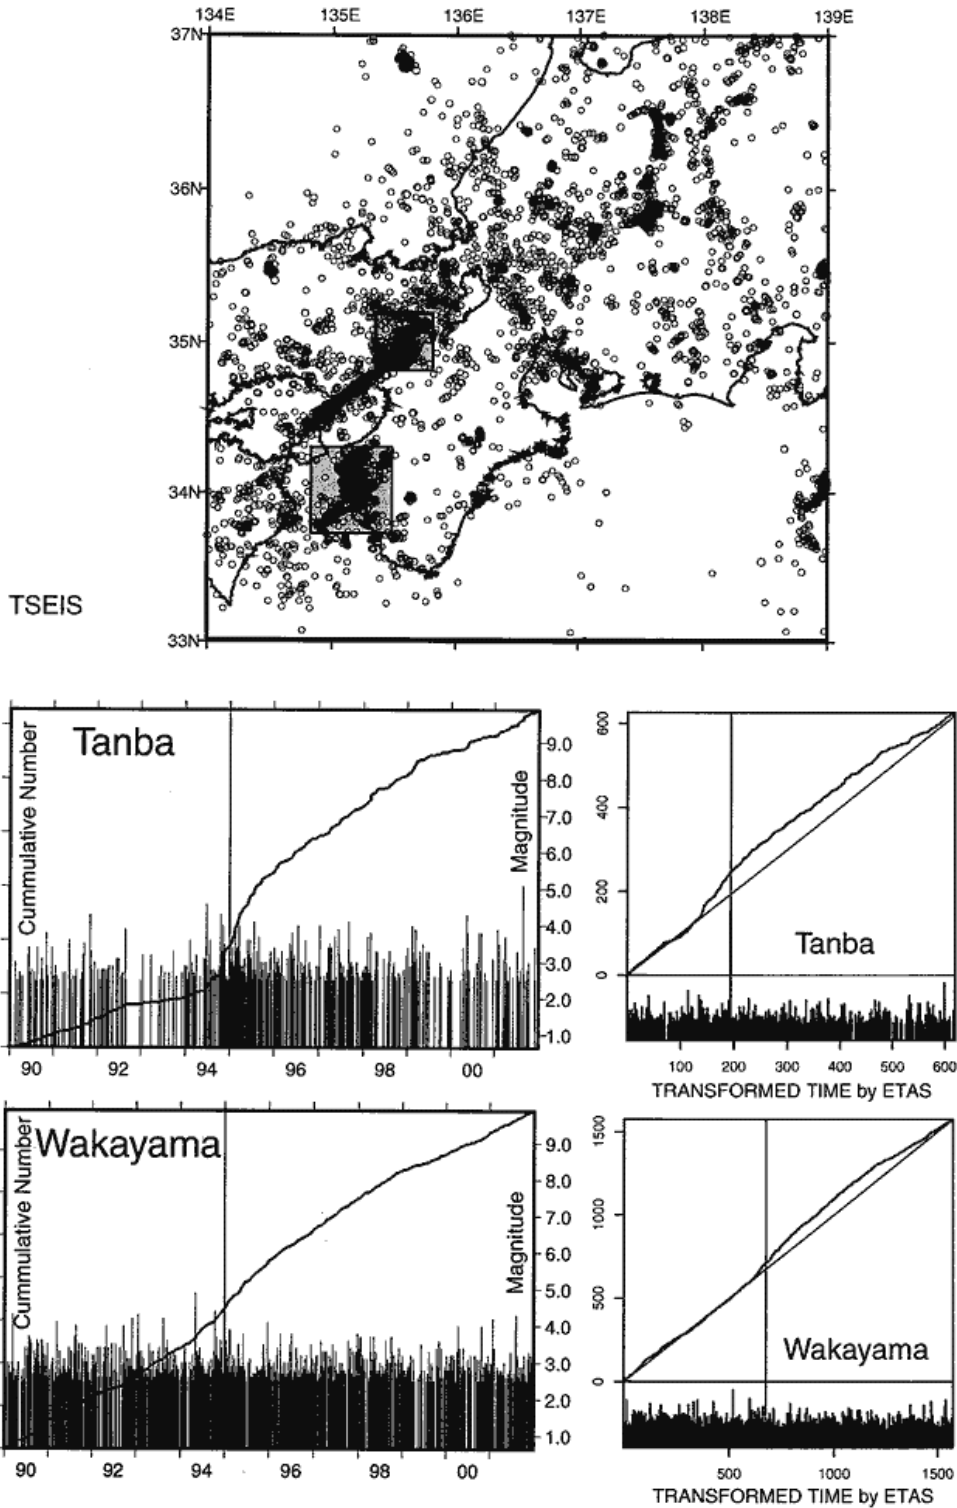 134E 135E 136E 137E 138E 139E
37N
36N
35N
34N
33N
TSEIS
Cummulative Number
Tanba
Magnitude
9.0
8.0
7.0
6.0
5.0
4.0
3.0
2.0
1.0
90 92 94 96 98 00
600
400
200
0
Tanba
100 200 300 400 500 600
TRANSFORMED TIME by ETAS
Cummulative Number
Wakayama
Magnitude
9.0
8.0
7.0
6.0
5.0
4.0
3.0
2.0
1.0
90 92 94 96 98 00
1500
1000
500
0
Wakayama
500 1000 1500
TRANSFORMED TIME by ETAS